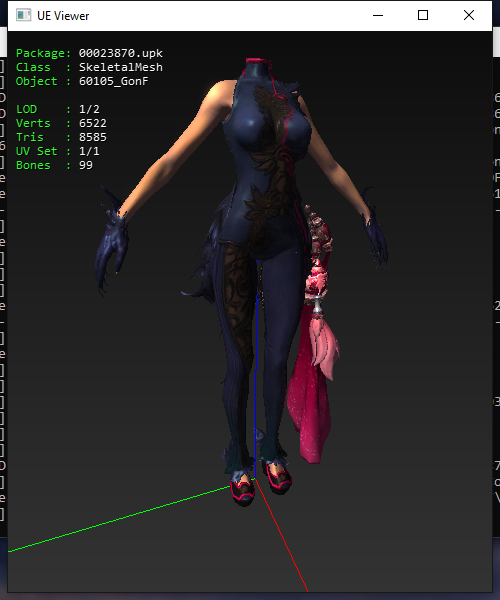 UE Viewer
Package: 00023870.upk
Class : SkeletalMesh
Object : 60105_GonF
LOD : 1/2
Verts : 6522
Tris : 8585
UV Set : 1/1
Bones : 99